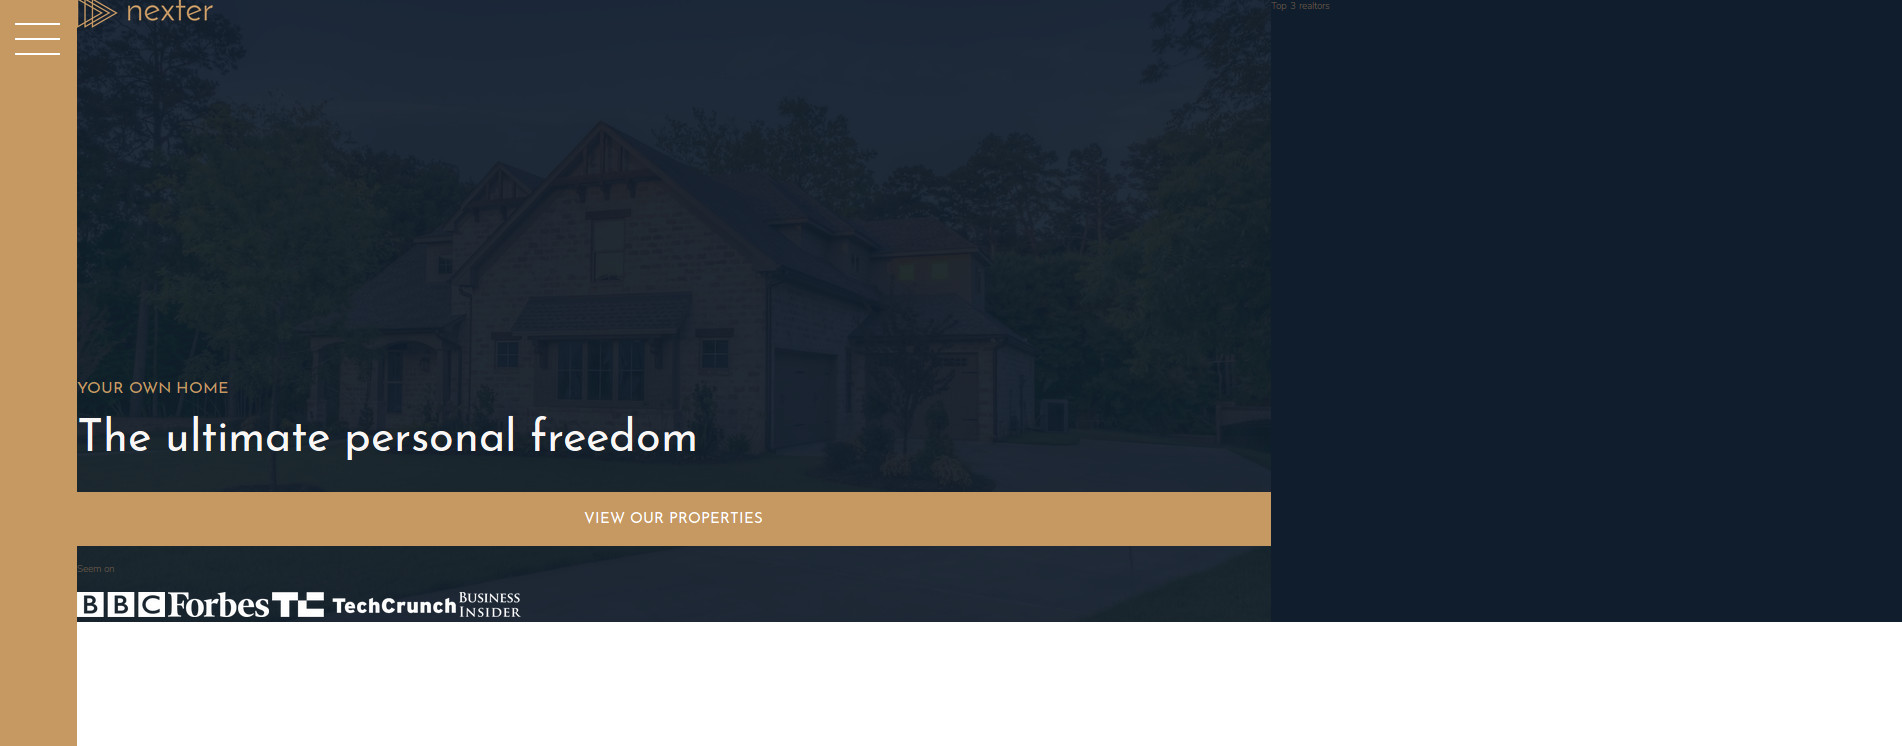 nexter
Top 3 realtors
YOUR OWN HOME
The ultimate personal freedom
VIEW OUR PROPERTIES
Seem on
BBC Forbes TC TechCrunch BUSINESS INSIDER